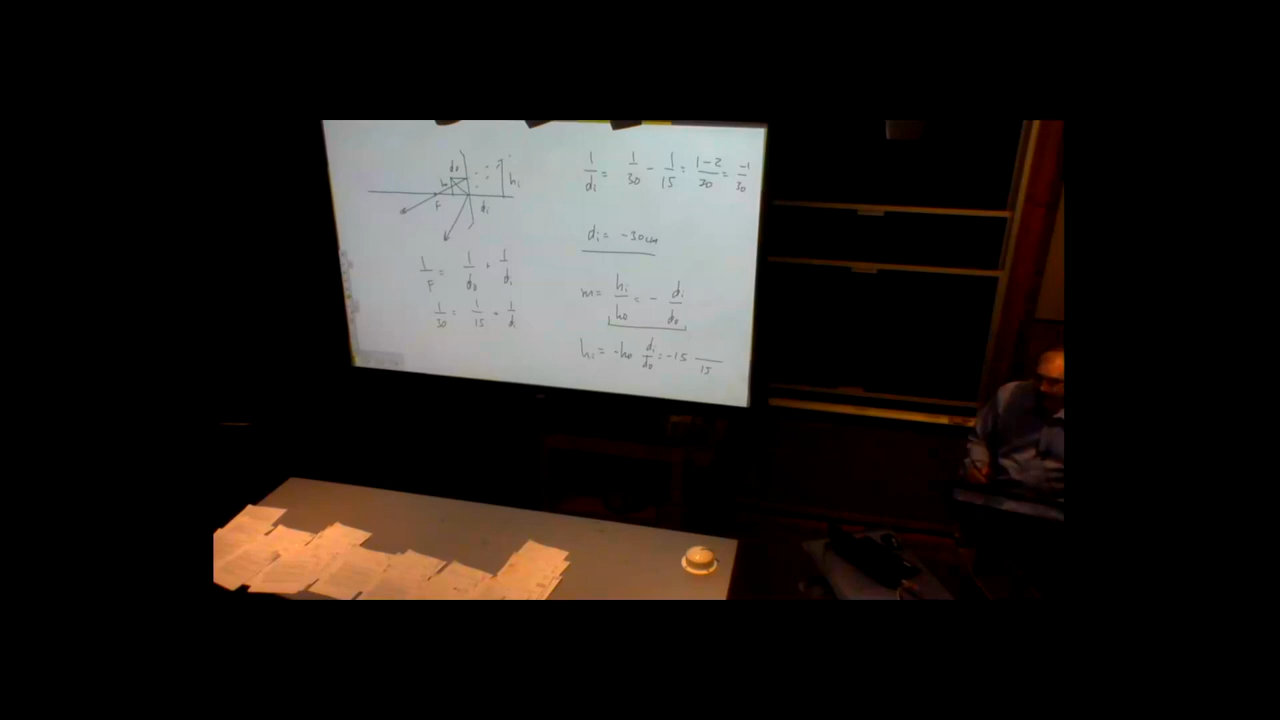 do
h
hi
F
di
1/F = 1/do + 1/di
1/30 = 1/15 + 1/di
1/di = 1/30 - 1/15 = 1-2/30 = -1/30
di = -30cm
m = hi/ho = - di/do
hi = -ho di/do = -15 /15